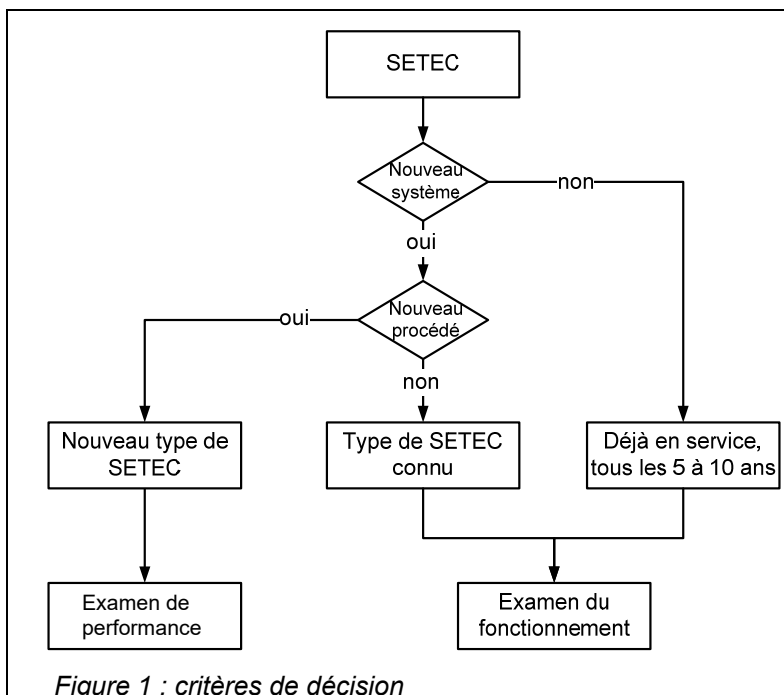 SETEC
Nouveau
système
non
oui
Nouveau
procédé
oui
non
Nouveau type de
SETEC
Type de SETEC
connu
Déjà en service,
tous les 5 à 10 ans
Examen de
performance
Examen du
fonctionnement
Figure 1 : critères de décision